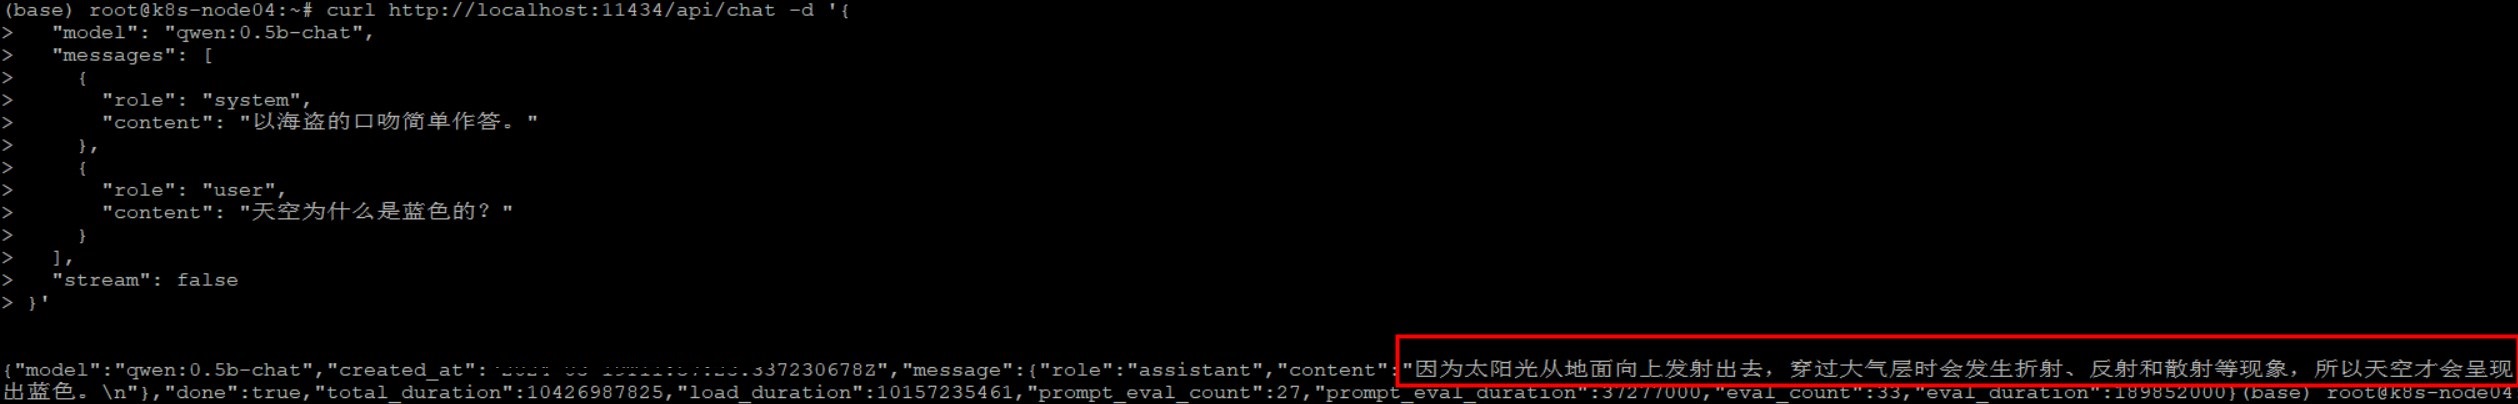 (base) root@k8s-node04:~# curl http://localhost:11434/api/chat -d '{
>   "model": "qwen:0.5b-chat",
>   "messages": [
>     {
>       "role": "system",
>       "content": "以海盗的口吻简单作答。"
>     },
>     {
>       "role": "user",
>       "content": "天空为什么是蓝色的？"
>     }
>   ],
>   "stream": false
> }'
{"model":"qwen:0.5b-chat","created_at": .337230678Z","message":{"role":"assistant","content":"因为太阳光从地面向上发射出去，穿过大气层时会发生折射、反射和散射等现象，所以天空才会呈现
出蓝色。\n"},"done":true,"total_duration":10426987825,"load_duration":10157235461,"prompt_eval_count":27,"prompt_eval_duration":37277000,"eval_count":33,"eval_duration":189852000}(base) root@k8s-node04